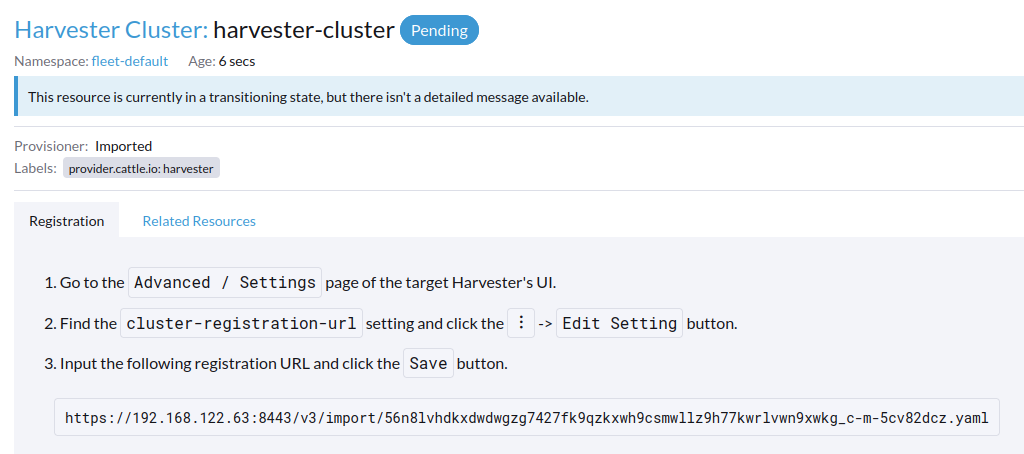 Harvester Cluster: harvester-cluster Pending
Namespace: fleet-default Age: 6 secs
This resource is currently in a transitioning state, but there isn't a detailed message available.
Provisioner: Imported
Labels: provider.cattle.io: harvester
Registration Related Resources
1. Go to the Advanced / Settings page of the target Harvester's UI.
2. Find the cluster-registration-url setting and click the ⋮ -> Edit Setting button.
3. Input the following registration URL and click the Save button.
https://192.168.122.63:8443/v3/import/56n8lvhdkxdwdwgzg7427fk9qzkxwh9csmwllz9h77kwrlvwn9xwkg_c-m-5cv82dcz.yaml